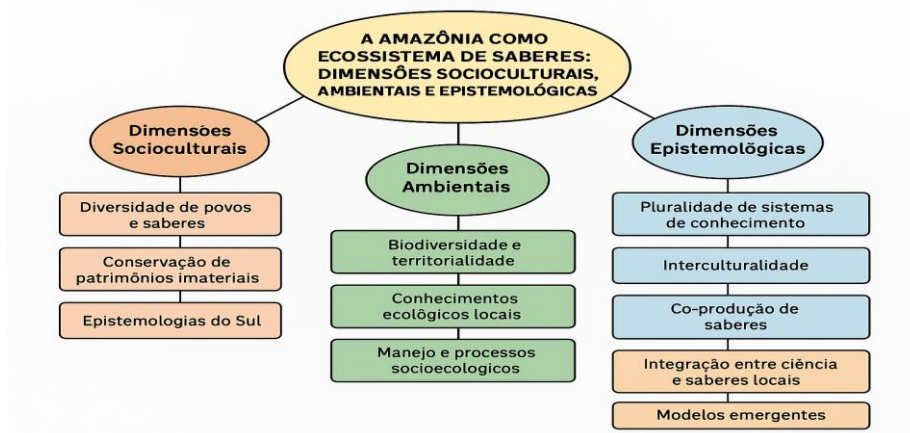 A AMAZÔNIA COMO
ECOSSISTEMA DE SABERES:
DIMENSÔES SOCIOCULTURAIS,
AMBIENTAIS E EPISTEMOLÓGICAS
Dimensões
Socioculturais
Diversidade de povos
e saberes
Conservação de
patrimônios imateriais
Epistemologias do Sul
Dimensões
Ambientais
Biodiversidade e
territorialidade
Conhecimentos
ecológicos locais
Manejo e processos
socioecologicos
Dimensões
Epistemológicas
Pluralidade de sistemas
de conhecimento
Interculturalidade
Co-produção de
saberes
Integração entre ciência
e saberes locais
Modelos emergentes